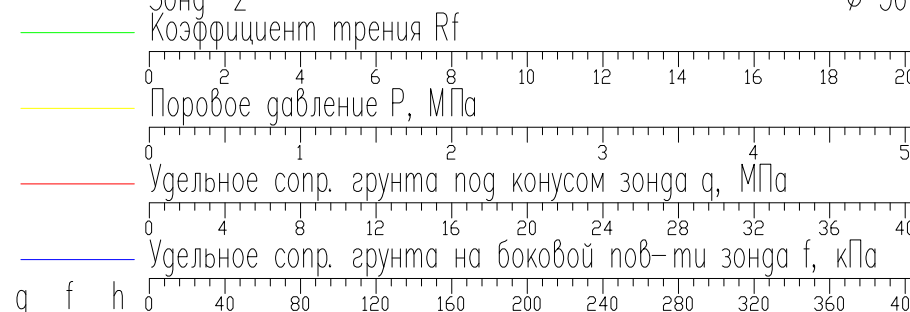 Зонд 2
Коэффициент трения Rf
0 2 4 6 8 10 12 14 16 18 20
Поровое давление P, МПа
0 1 2 3 4 5
Удельное сопр. грунта под конусом зонда q, МПа
0 4 8 12 16 20 24 28 32 36 40
Удельное сопр. грунта на боковой пов-ти зонда f, кПа
q f h 0 40 80 120 160 200 240 280 320 360 40